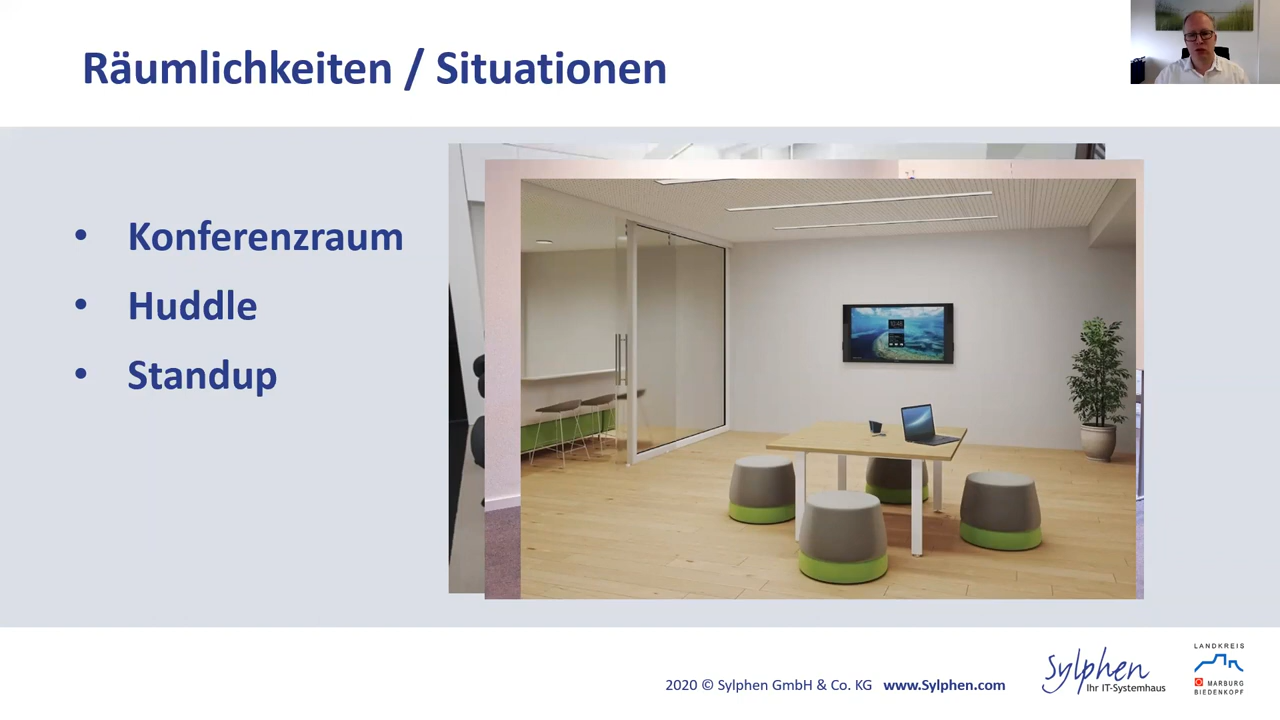 Räumlichkeiten / Situationen
• Konferenzraum
• Huddle
• Standup
2020 © Sylphen GmbH & Co. KG www.Sylphen.com
Sylphen
Ihr IT-Systemhaus
LANDKREIS
MARBURG
BIEDENKOPF